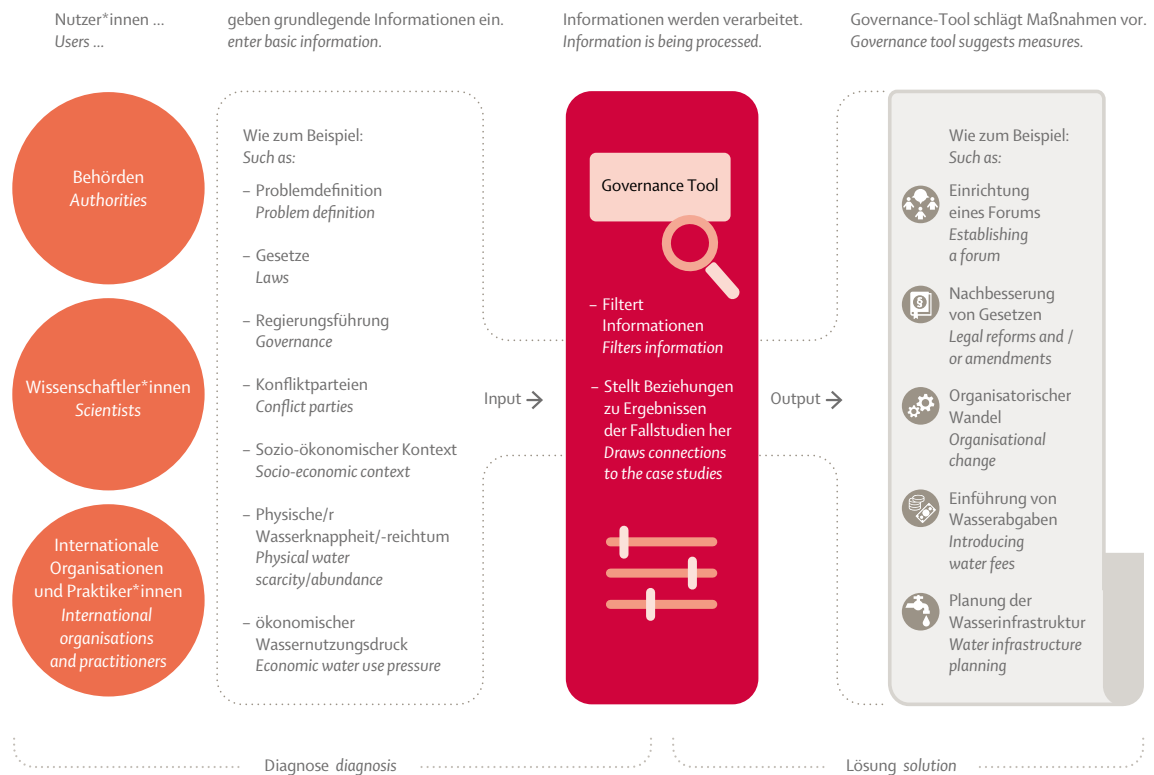 Nutzer*innen ...
Users ...
geben grundlegende Informationen ein.
enter basic information.
Informationen werden verarbeitet.
Information is being processed.
Governance-Tool schlägt Maßnahmen vor.
Governance tool suggests measures.
Behörden
Authorities
Wissenschaftler*innen
Scientists
Internationale
Organisationen
und Praktiker*innen
International
organisations
and practitioners
Wie zum Beispiel:
Such as:
– Problemdefinition
Problem definition
– Gesetze
Laws
– Regierungsführung
Governance
– Konfliktparteien
Conflict parties
– Sozio-ökonomischer Kontext
Socio-economic context
– Physische/r
Wasserknappheit/-reichtum
Physical water
scarcity/abundance
– ökonomischer
Wassernutzungsdruck
Economic water use pressure
Input →
Governance Tool
– Filtert
Informationen
Filters information
– Stellt Beziehungen
zu Ergebnissen
der Fallstudien her
Draws connections
to the case studies
Output →
Wie zum Beispiel:
Such as:
Einrichtung
eines Forums
Establishing
a forum
§
Nachbesserung
von Gesetzen
Legal reforms and /
or amendments
Organisatorischer
Wandel
Organisational
change
Einführung von
Wasserabgaben
Introducing
water fees
Planung der
Wasserinfrastruktur
Water infrastructure
planning
Diagnose diagnosis
Lösung solution